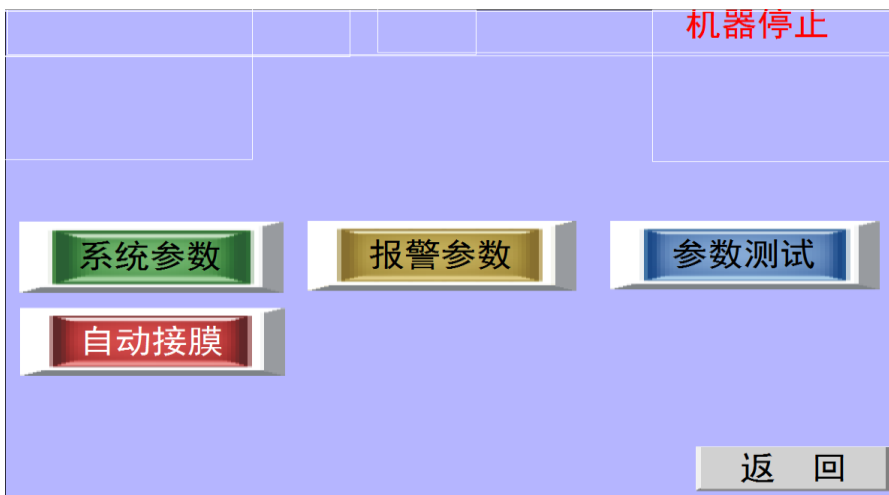 机器停止
系统参数
报警参数
参数测试
自动接膜
返 回